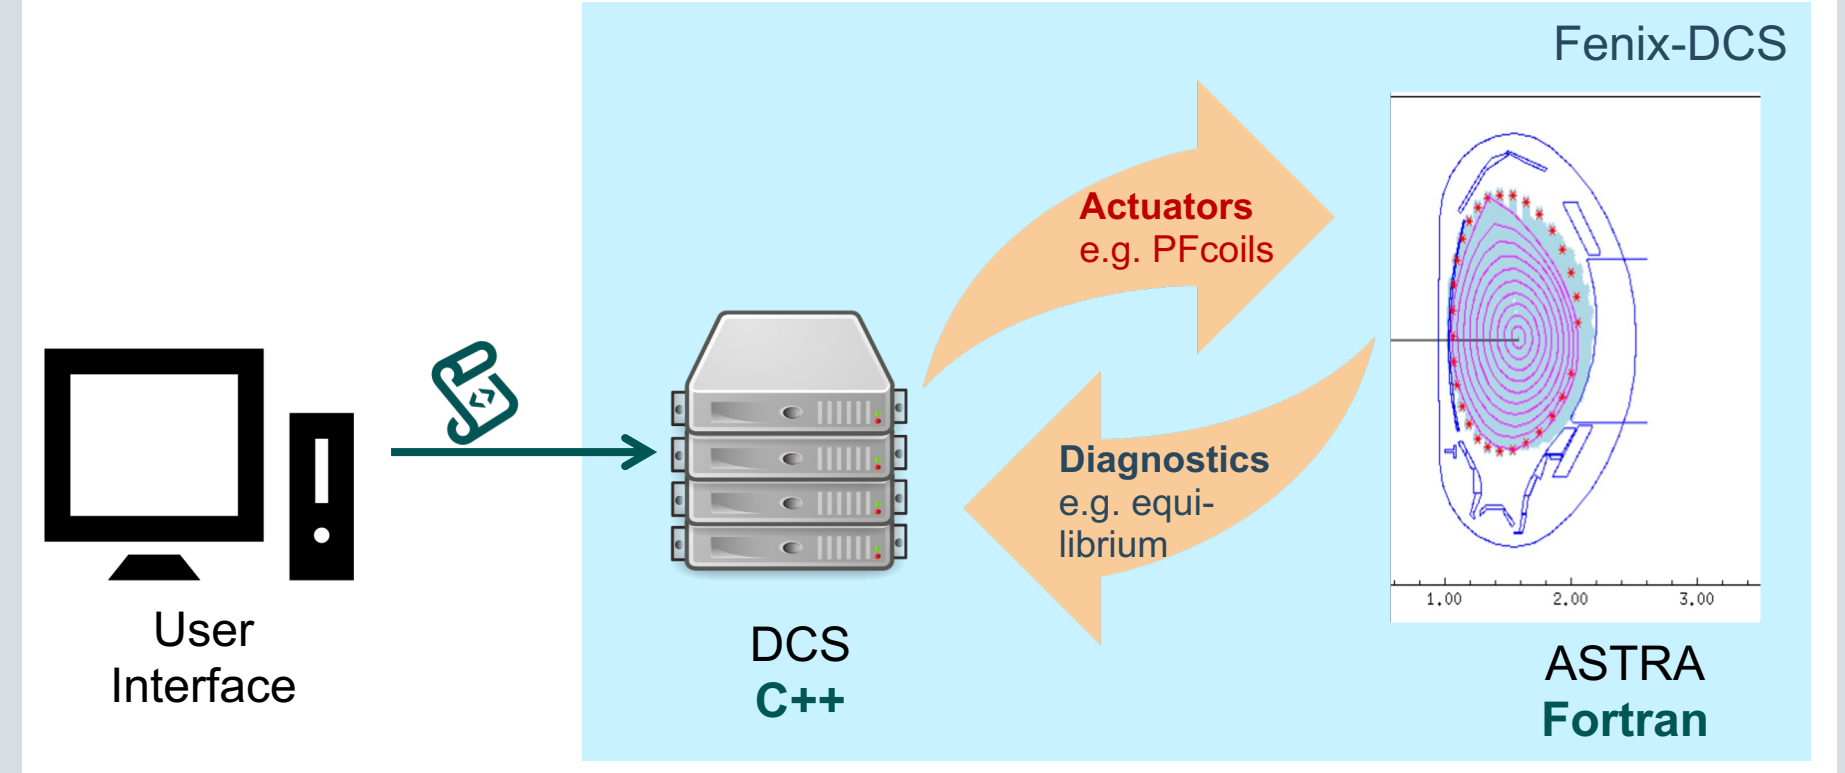 Fenix-DCS
Actuators
e.g. PFcoils
Diagnostics
e.g. equi-
librium
1.00 2.00 3.00
User
Interface
DCS
C++
ASTRA
Fortran